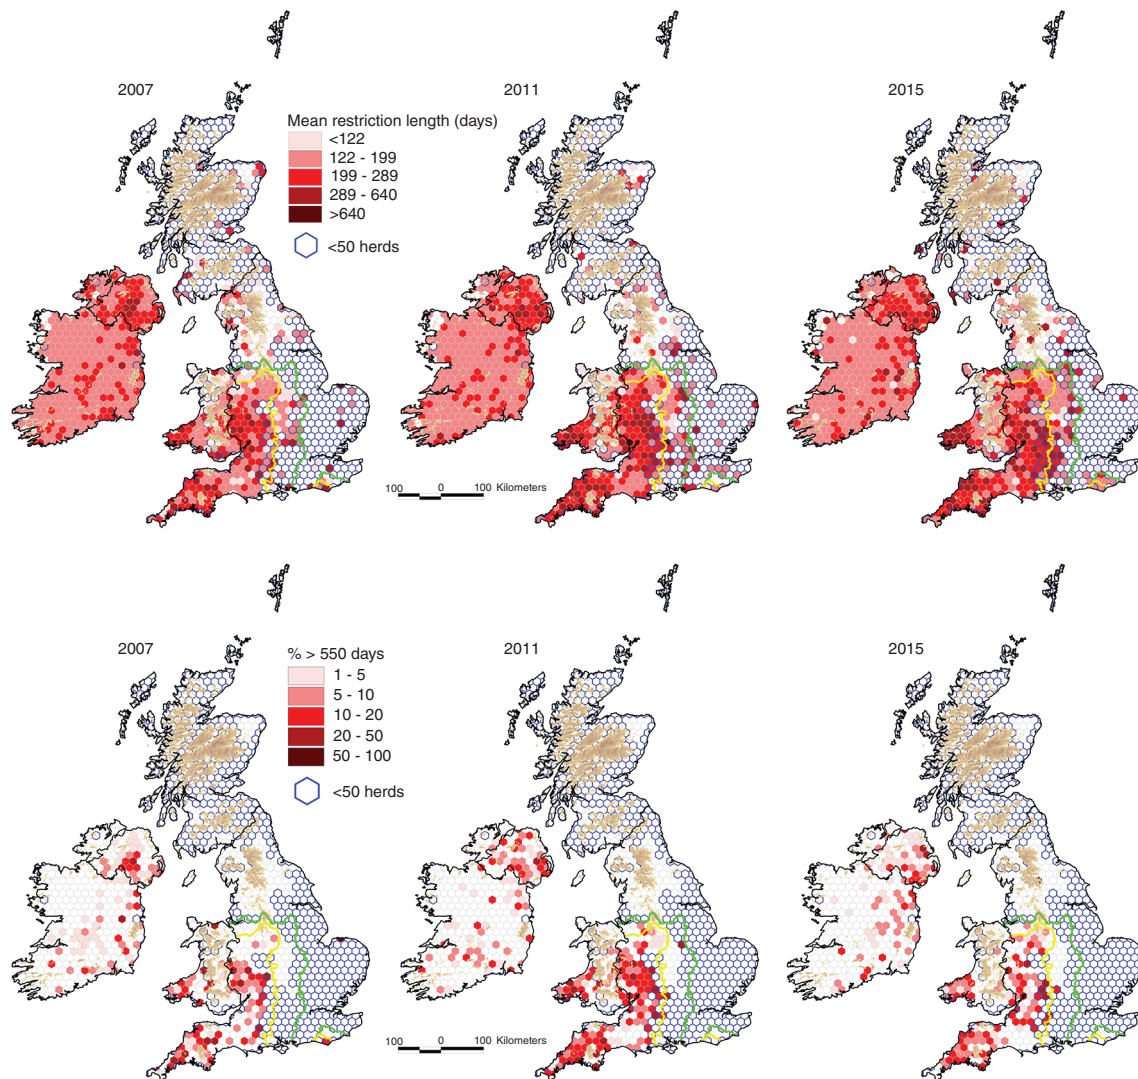 2007
2011
2015
Mean restriction length (days)
<122
122 - 199
199 - 289
289 - 640
>640
<50 herds
100 0 100 Kilometers
2007
2011
2015
% > 550 days
1 - 5
5 - 10
10 - 20
20 - 50
50 - 100
<50 herds
100 0 100 Kilometers